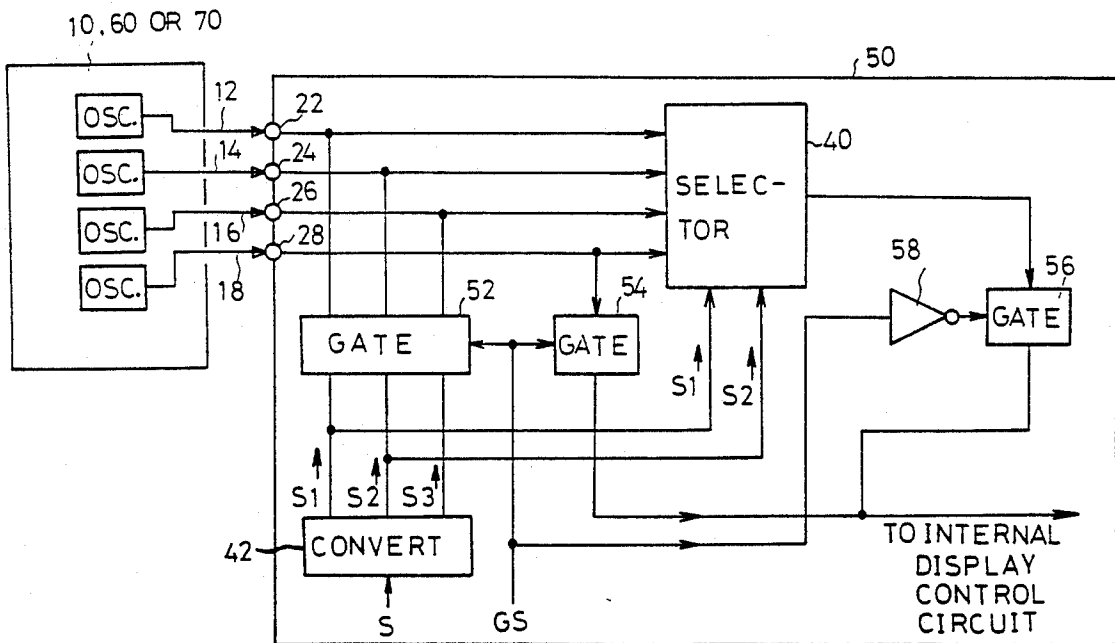 10,60 OR 70
50
OSC.
12
22
OSC.
14
24
OSC.
16
26
OSC.
18
28
SELEC-
TOR
40
52
GATE
54
GATE
58
56
GATE
S1
S2
S1
S2
S3
42
CONVERT
S
GS
TO INTERNAL
DISPLAY
CONTROL
CIRCUIT